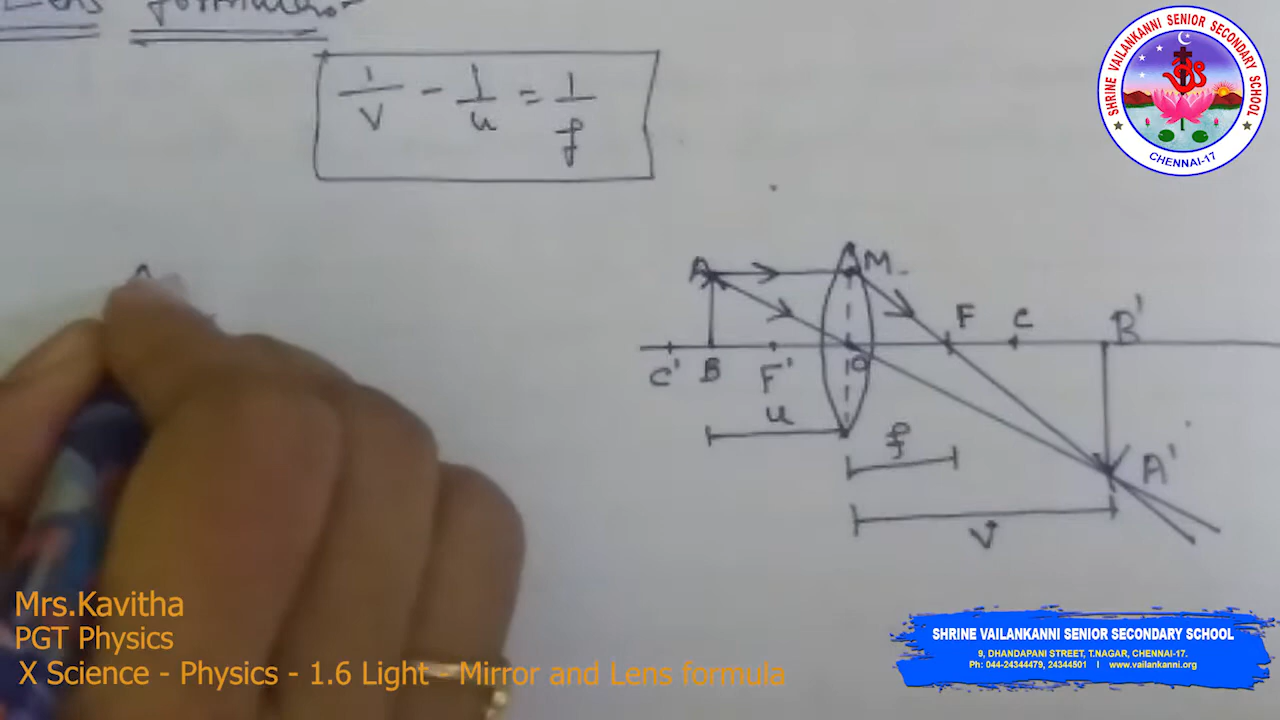 Lens formula
1/v - 1/u = 1/f
A M
F C B'
C' B F' O
u
f
A'
v
SHRINE VAILANKANNI SENIOR SECONDARY SCHOOL
CHENNAI-17
Mrs.Kavitha
PGT Physics
X Science - Physics - 1.6 Light - Mirror and Lens formula
SHRINE VAILANKANNI SENIOR SECONDARY SCHOOL
9, DHANDAPANI STREET, T.NAGAR, CHENNAI-17.
Ph: 044-24344479, 24344501 | www.vailankanni.org